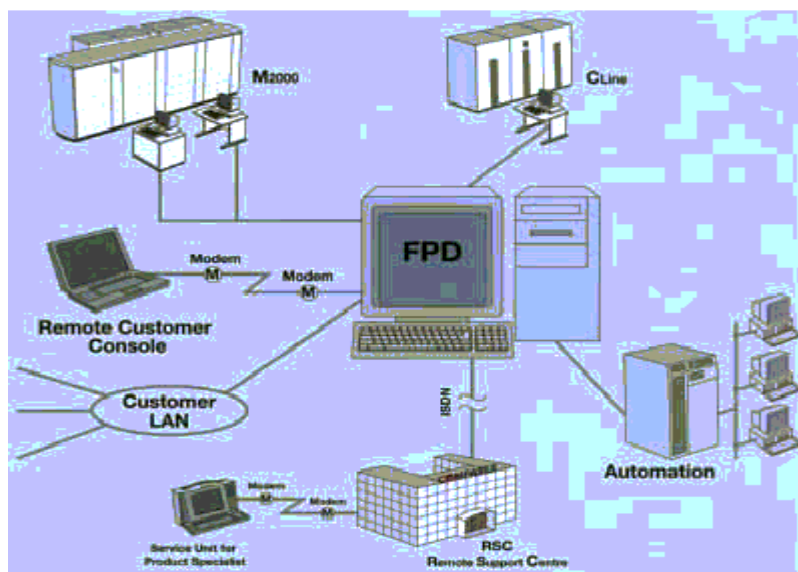 M2000
CLine
FPD
Modem
M
Modem
M
Remote Customer
Console
Customer
LAN
ISDN
Automation
Modem
M
Modem
M
Service Unit for
Product Specialist
RSC
Remote Support Centre